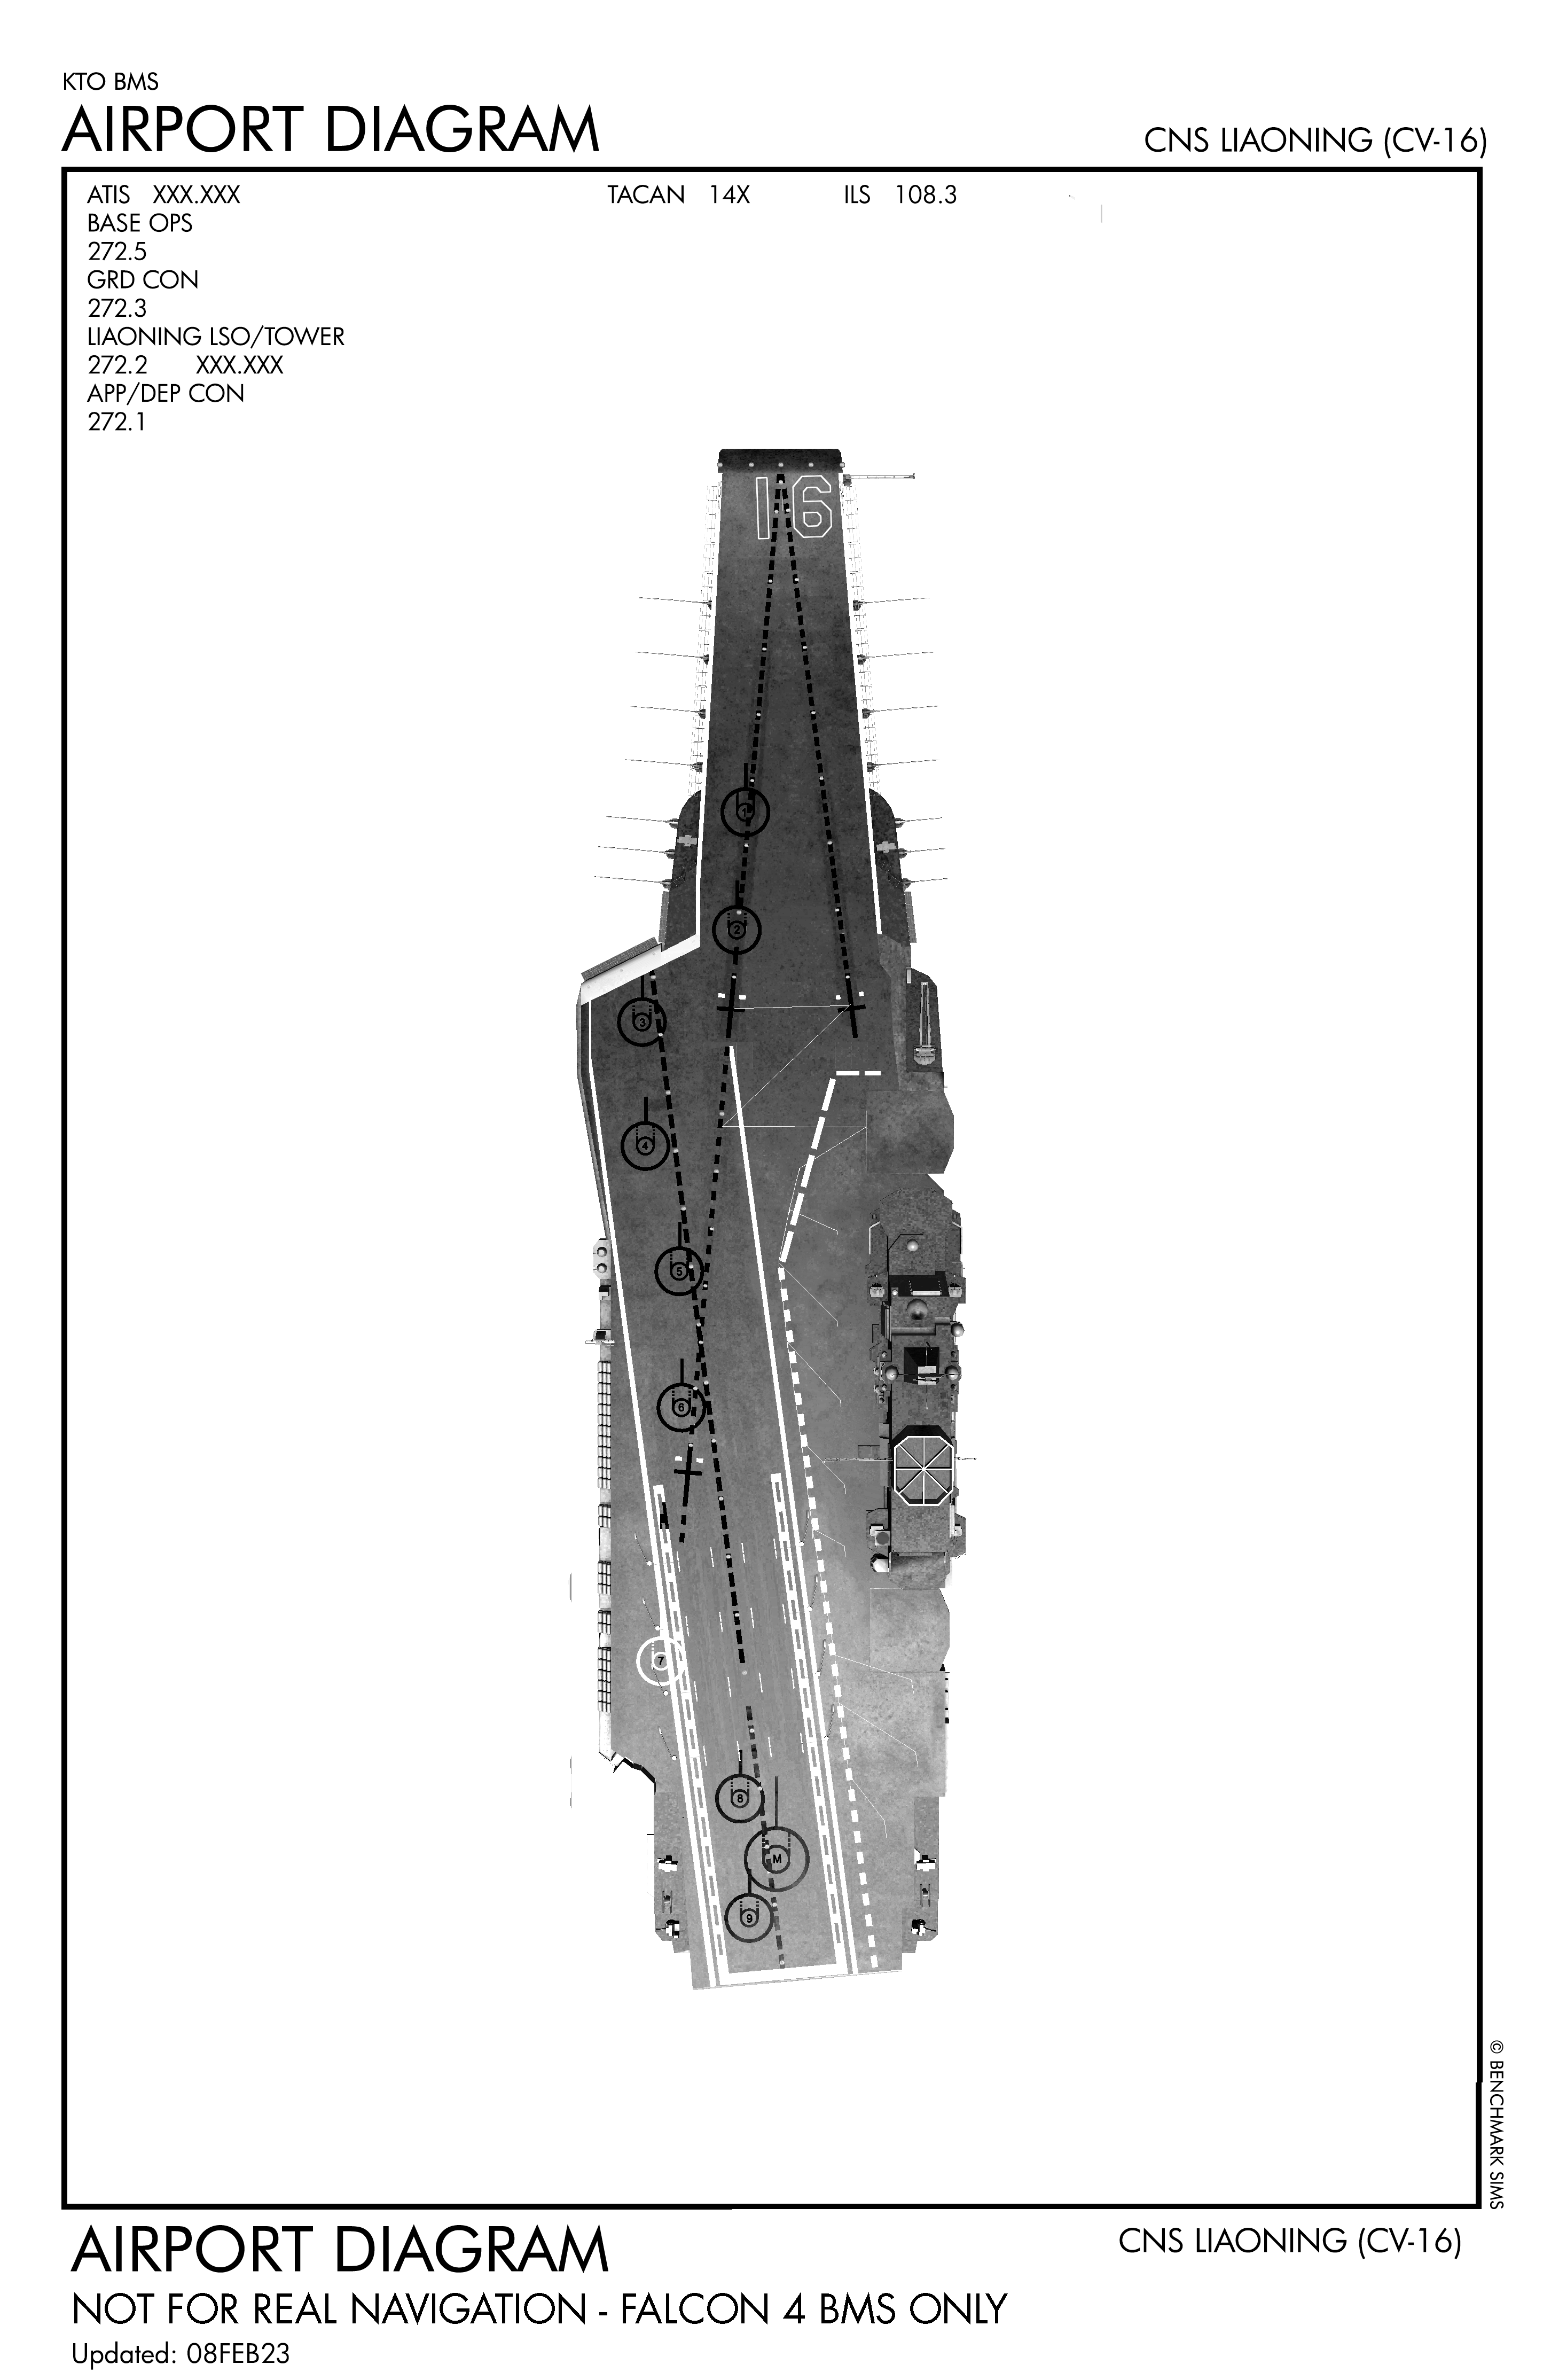 KTO BMS
AIRPORT DIAGRAM
CNS LIAONING (CV-16)
ATIS XXX.XXX TACAN 14X ILS 108.3
BASE OPS
272.5
GRD CON
272.3
LIAONING LSO/TOWER
272.2 XXX.XXX
APP/DEP CON
272.1
16
1
2
3
4
5
6
7
8
M
9
© BENCHMARK SIMS
AIRPORT DIAGRAM
CNS LIAONING (CV-16)
NOT FOR REAL NAVIGATION - FALCON 4 BMS ONLY
Updated: 08FEB23